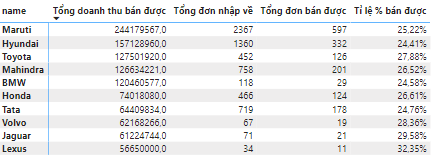 name Tổng doanh thu bán được Tổng đơn nhập về Tổng đơn bán được Tỉ lệ % bán được
Maruti 244179567,0 2367 597 25,22%
Hyundai 157128960,0 1360 332 24,41%
Toyota 127501920,0 452 126 27,88%
Mahindra 126634221,0 758 201 26,52%
BMW 120460577,0 118 29 24,58%
Honda 74018080,0 466 124 26,61%
Tata 64409834,0 719 178 24,76%
Volvo 62168266,0 67 19 28,36%
Jaguar 61224744,0 71 21 29,58%
Lexus 56650000,0 34 11 32,35%